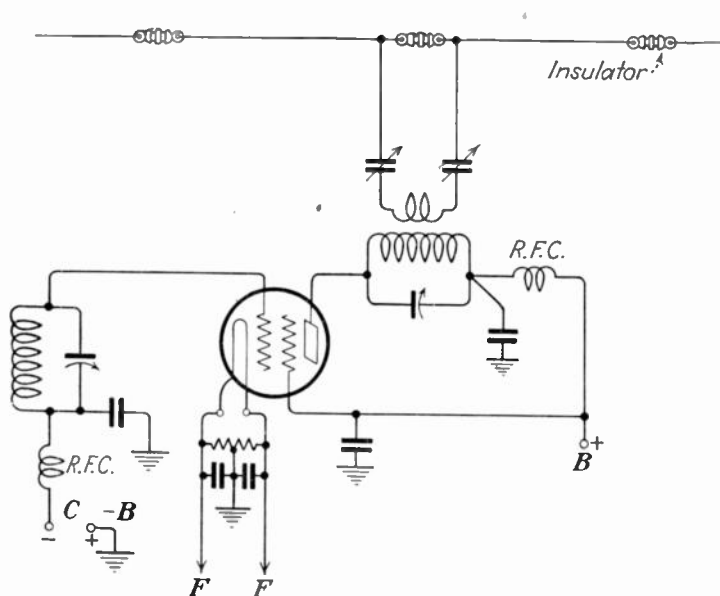 Insulator
R.F.C.
R.F.C.
C -B
- +
B +
F F